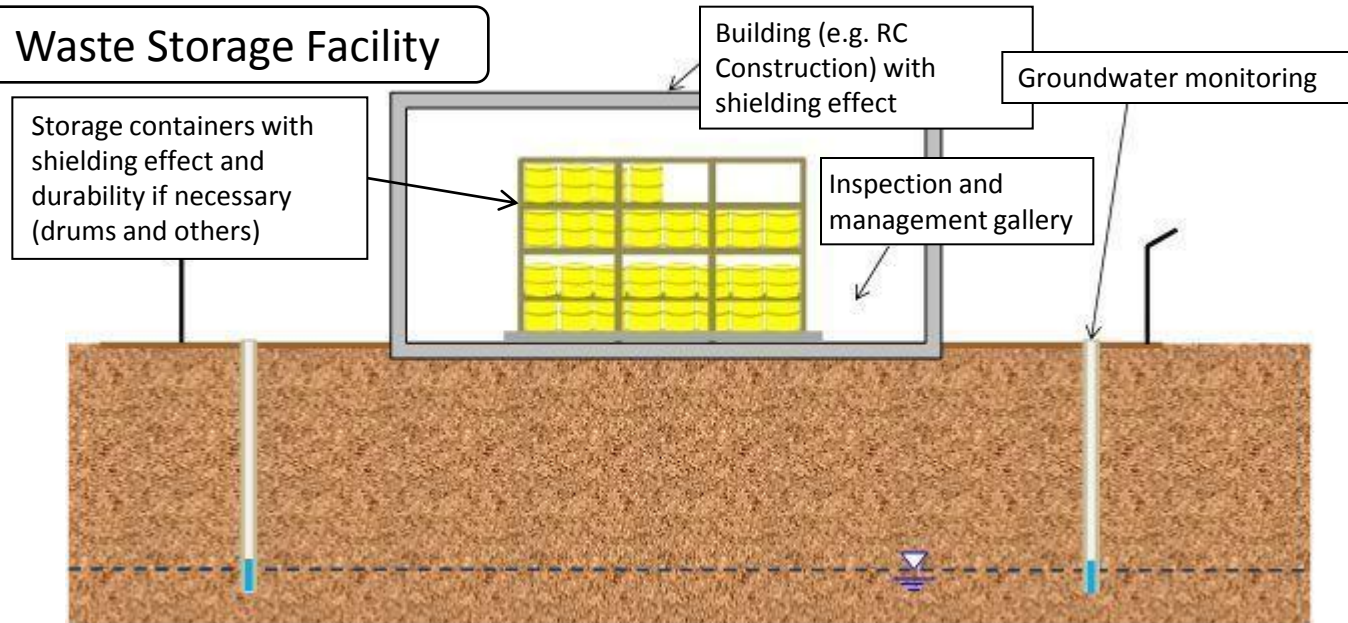 Waste Storage Facility
Building (e.g. RC
Construction) with
shielding effect
Groundwater monitoring
Storage containers with
shielding effect and
durability if necessary
(drums and others)
Inspection and
management gallery